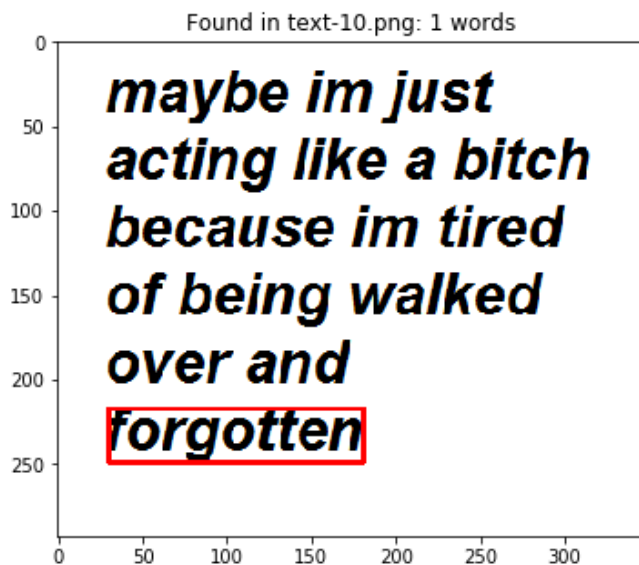 Found in text-10.png: 1 words
0
50
100
150
200
250
maybe im just
acting like a bitch
because im tired
of being walked
over and
forgotten
0 50 100 150 200 250 300